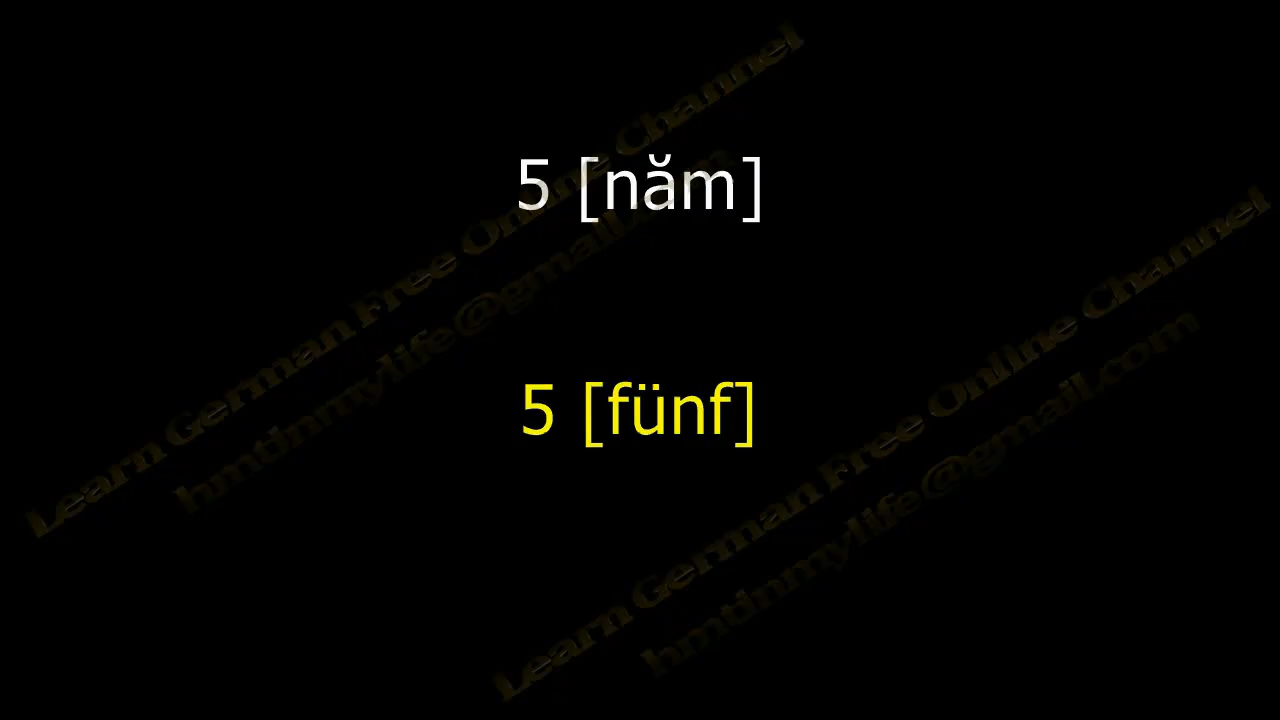 5 [năm]
5 [fünf]
Learn German Free Online Channel
hmtinmylife@gmail.com
Learn German Free Online Channel
hmtinmylife@gmail.com